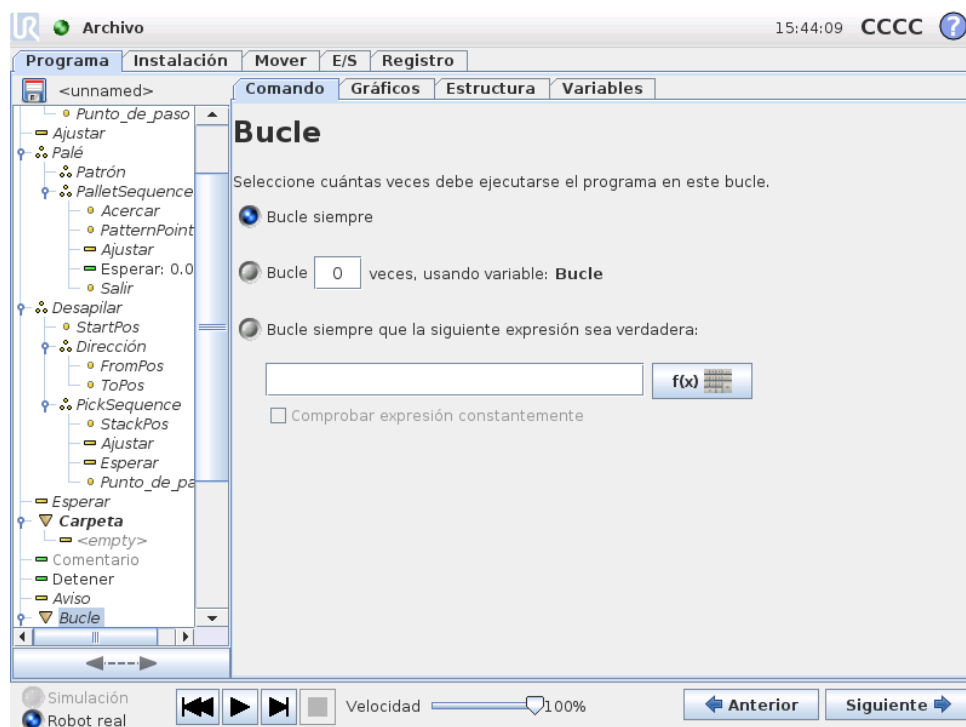 UR Archivo 15:44:09 CCCC ?
Programa Instalación Mover E/S Registro
<unnamed> Comando Gráficos Estructura Variables
Punto_de_paso
Ajustar
Palé
Patrón
PalletSequence
Acercar
PatternPoint
Ajustar
Esperar: 0.0
Salir
Desapilar
StartPos
Dirección
FromPos
ToPos
PickSequence
StackPos
Ajustar
Esperar
Punto_de_pa
Esperar
Carpeta
<empty>
Comentario
Detener
Aviso
Bucle
Bucle
Seleccione cuántas veces debe ejecutarse el programa en este bucle.
Bucle siempre
Bucle 0 veces, usando variable: Bucle
Bucle siempre que la siguiente expresión sea verdadera:
f(x)
Comprobar expresión constantemente
Simulación
Robot real
Velocidad 100%
Anterior Siguiente